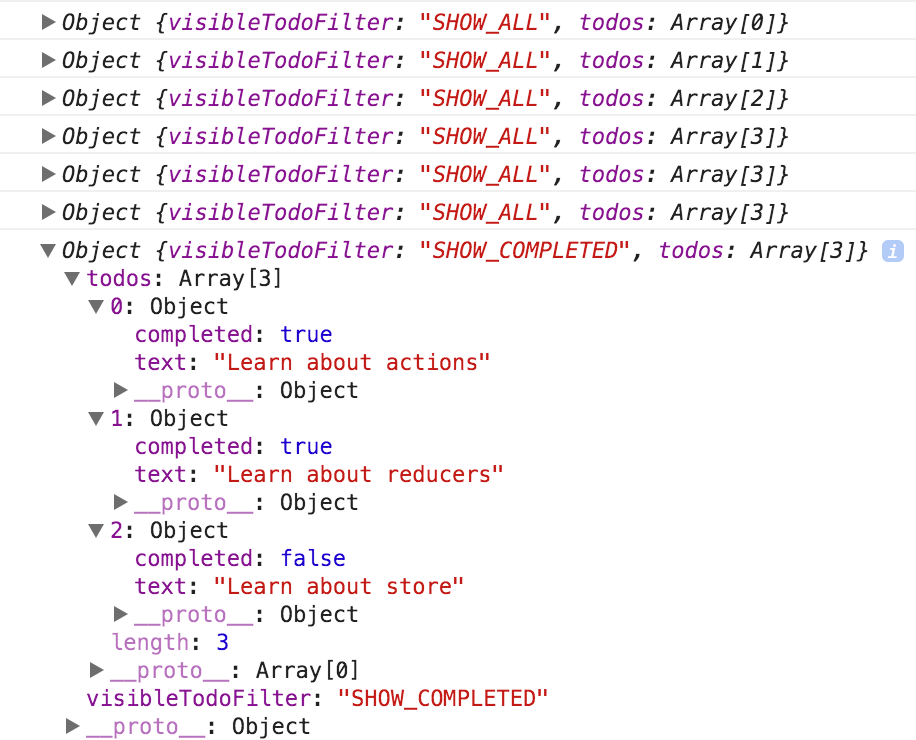 ▶Object {visibleTodoFilter: "SHOW_ALL", todos: Array[0]}
▶Object {visibleTodoFilter: "SHOW_ALL", todos: Array[1]}
▶Object {visibleTodoFilter: "SHOW_ALL", todos: Array[2]}
▶Object {visibleTodoFilter: "SHOW_ALL", todos: Array[3]}
▶Object {visibleTodoFilter: "SHOW_ALL", todos: Array[3]}
▶Object {visibleTodoFilter: "SHOW_ALL", todos: Array[3]}
▼Object {visibleTodoFilter: "SHOW_COMPLETED", todos: Array[3]} i
▼todos: Array[3]
▼0: Object
completed: true
text: "Learn about actions"
▶__proto__: Object
▼1: Object
completed: true
text: "Learn about reducers"
▶__proto__: Object
▼2: Object
completed: false
text: "Learn about store"
▶__proto__: Object
length: 3
▶__proto__: Array[0]
visibleTodoFilter: "SHOW_COMPLETED"
▶__proto__: Object